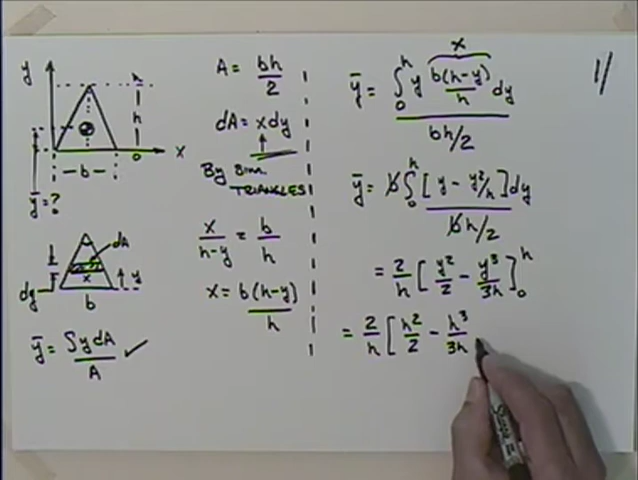 y
h
0
x
-b-
ȳ=?
dA
dy
x
y
b
ȳ = ∫y dA / A ✓
A = bh/2
dA = x dy
By Sim.
TRIANGLES
x/(h-y) = b/h
x = b(h-y)/h
x
ȳ = ∫₀ʰ y b(h-y)/h dy / bh/2
1/
ȳ = b∫₀ʰ [y - y²/h] dy / bh/2
= 2/h [y²/2 - y³/3h]₀ʰ
= 2/h [h²/2 - h³/3h